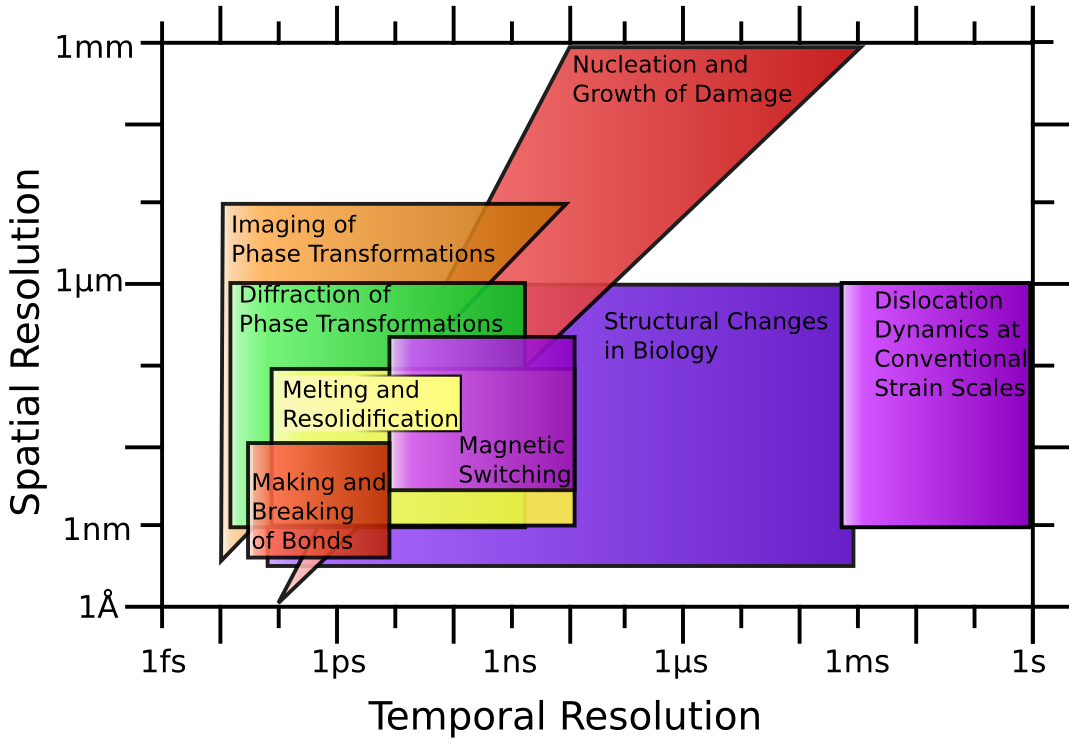 1mm
Nucleation and
Growth of Damage
Imaging of
Phase Transformations
1µm
Diffraction of
Phase Transformations
Structural Changes
in Biology
Dislocation
Dynamics at
Conventional
Strain Scales
Melting and
Resolidification
Magnetic
Switching
Making and
Breaking
of Bonds
1nm
1Å
Spatial Resolution
1fs
1ps
1ns
1µs
1ms
1s
Temporal Resolution